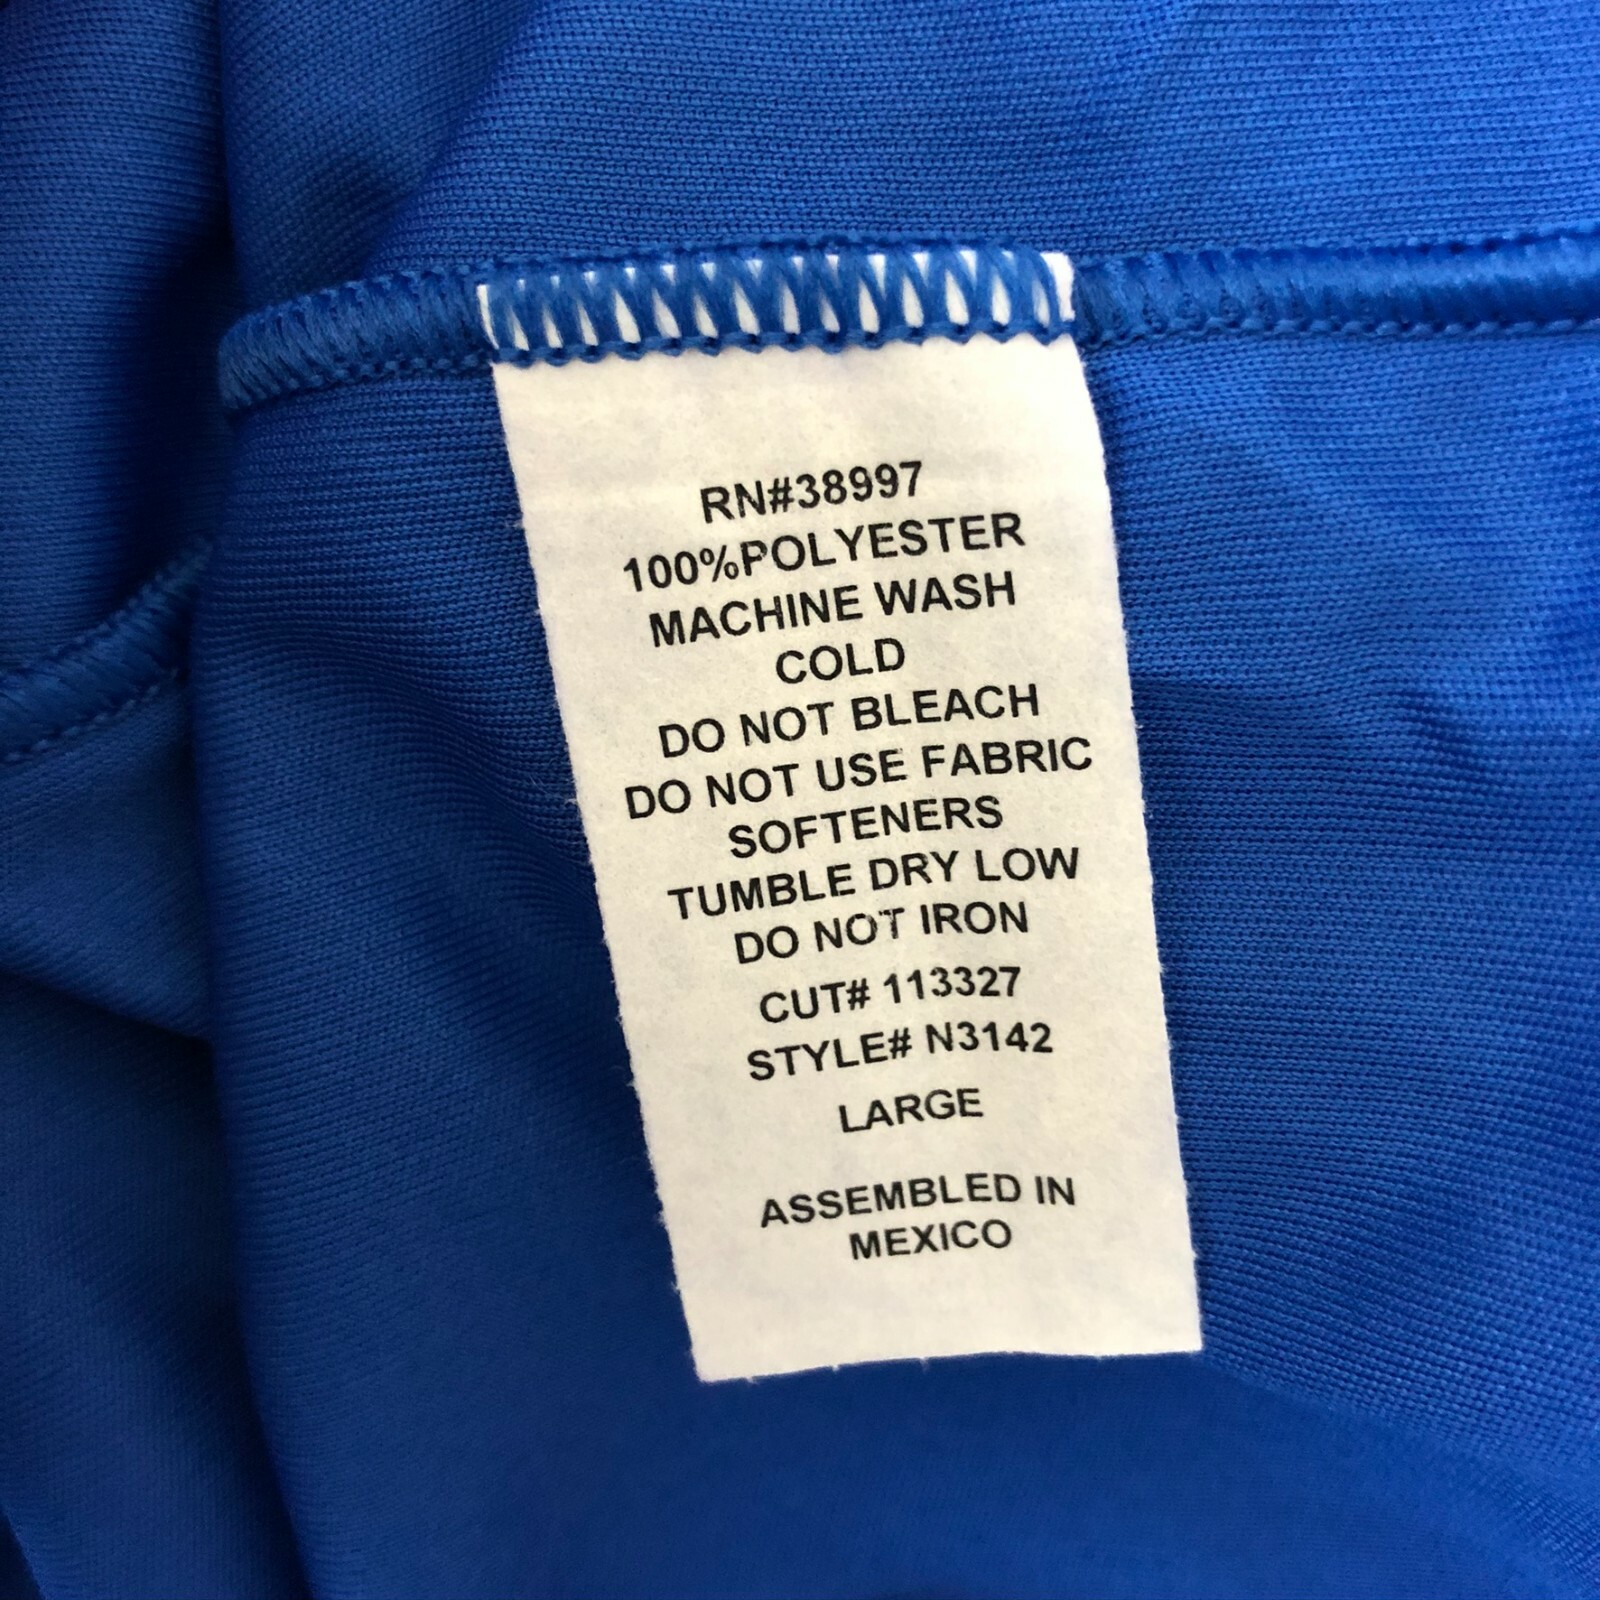 RN#38997
100%POLYESTER
MACHINE WASH
COLD
DO NOT BLEACH
DO NOT USE FABRIC
SOFTENERS
TUMBLE DRY LOW
DO NOT IRON
CUT# 113327
STYLE# N3142
LARGE
ASSEMBLED IN
MEXICO